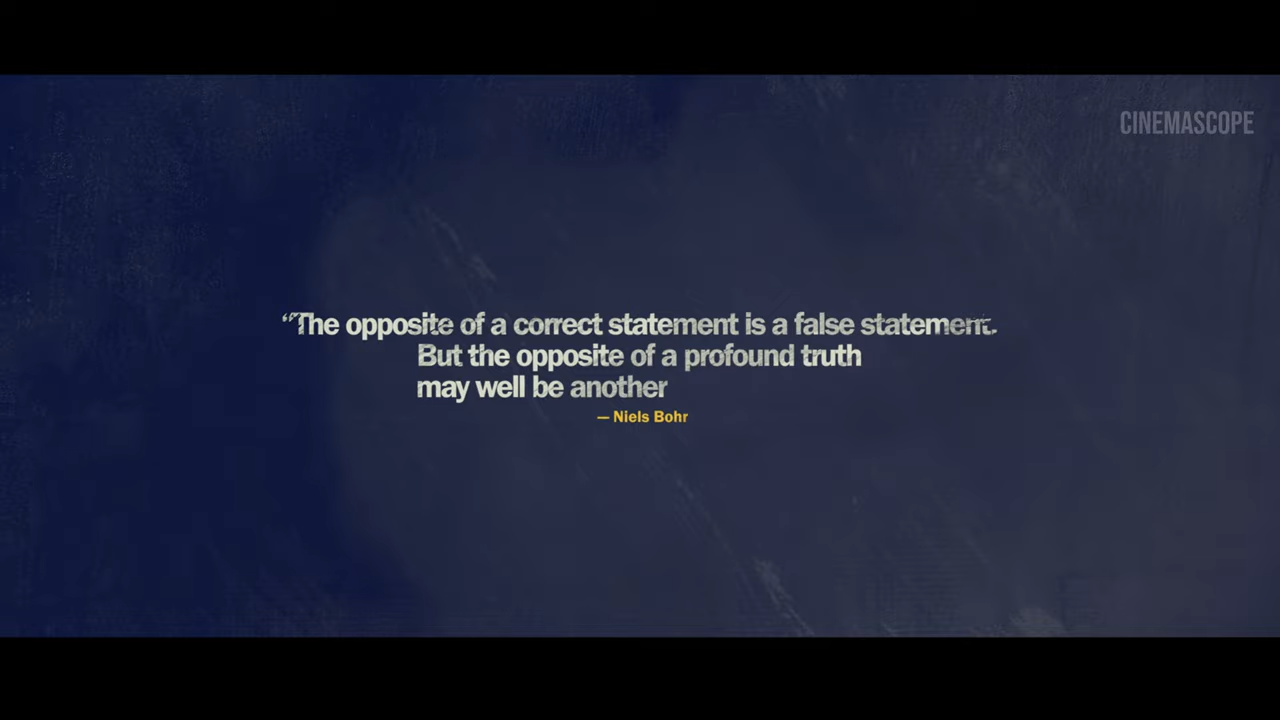 CINEMASCOPE
“The opposite of a correct statement is a false statement.
But the opposite of a profound truth
may well be another
— Niels Bohr